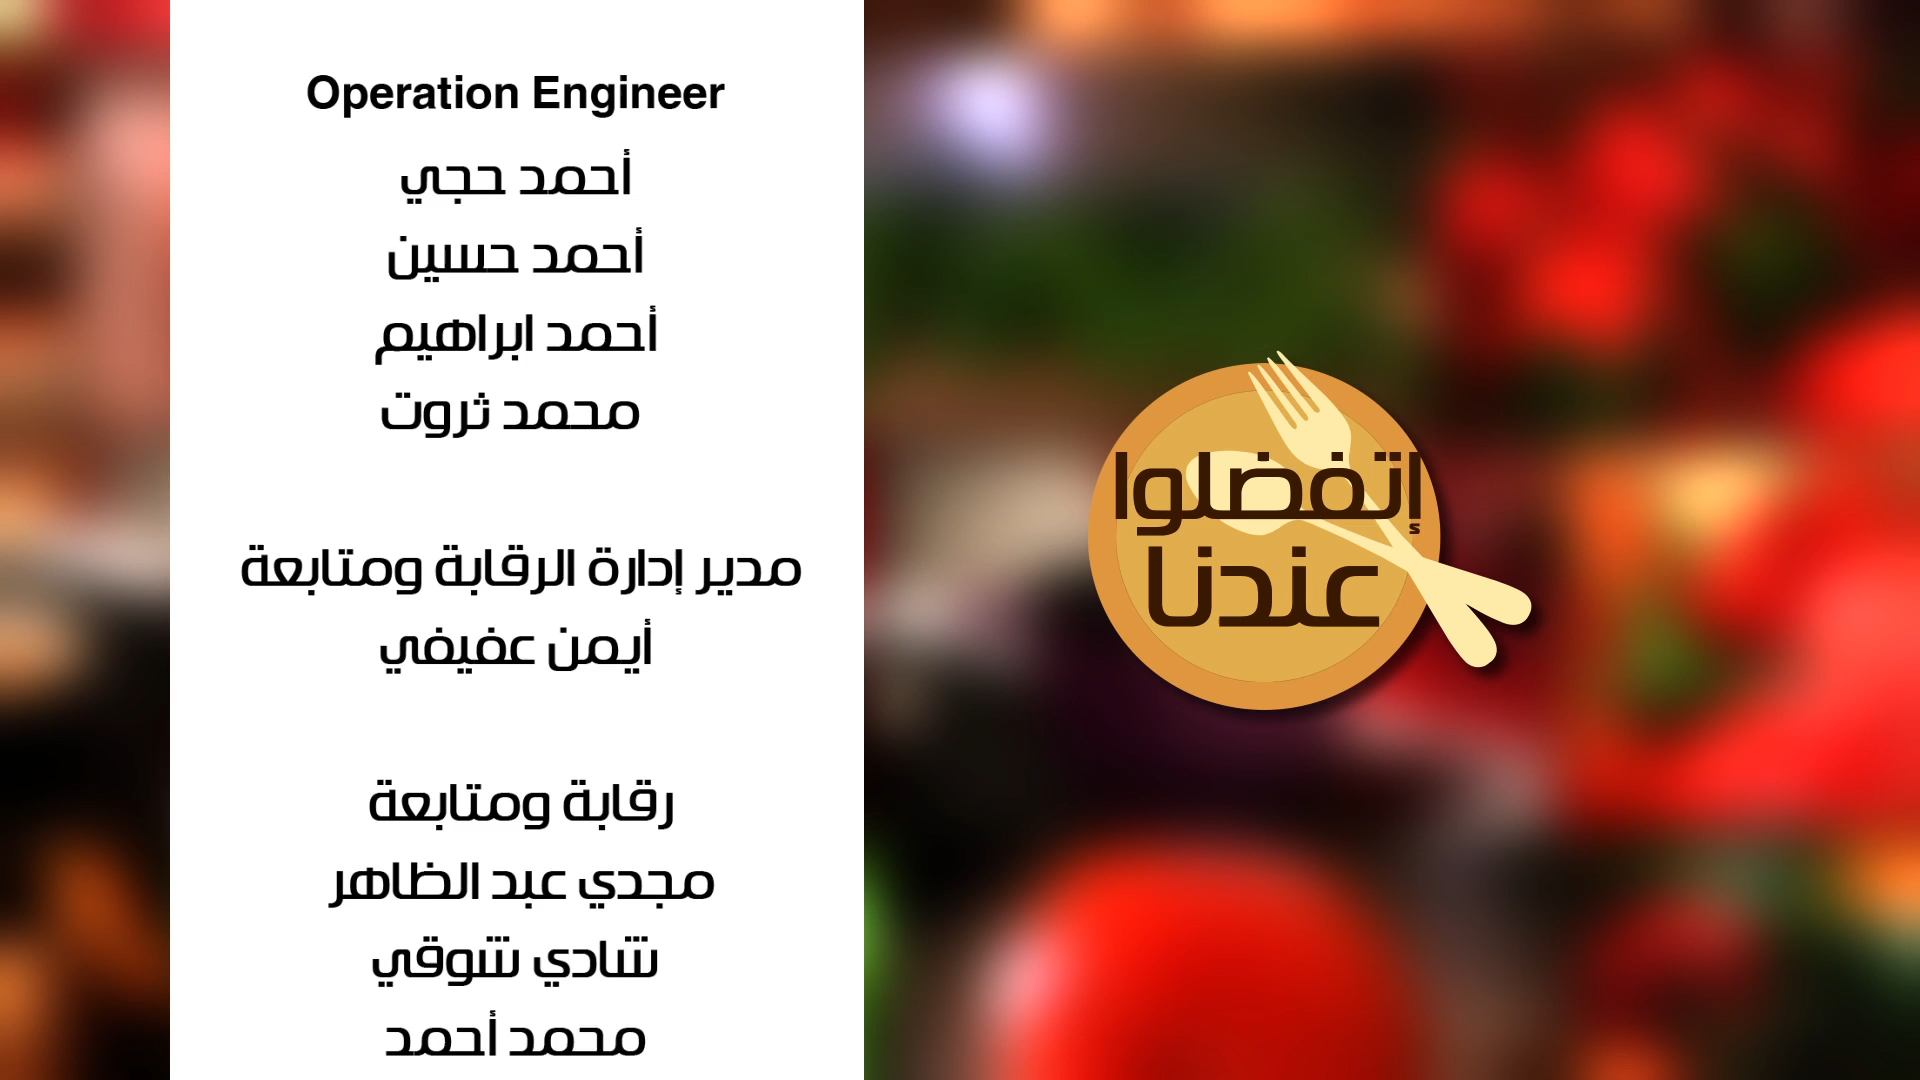 Operation Engineer
أحمد حجي
أحمد حسين
أحمد ابراهيم
محمد ثروت
مدير إدارة الرقابة ومتابعة
أيمن عفيفي
رقابة ومتابعة
مجدي عبد الظاهر
شادي شوقي
محمد أحمد
إتفضلوا
عندنا